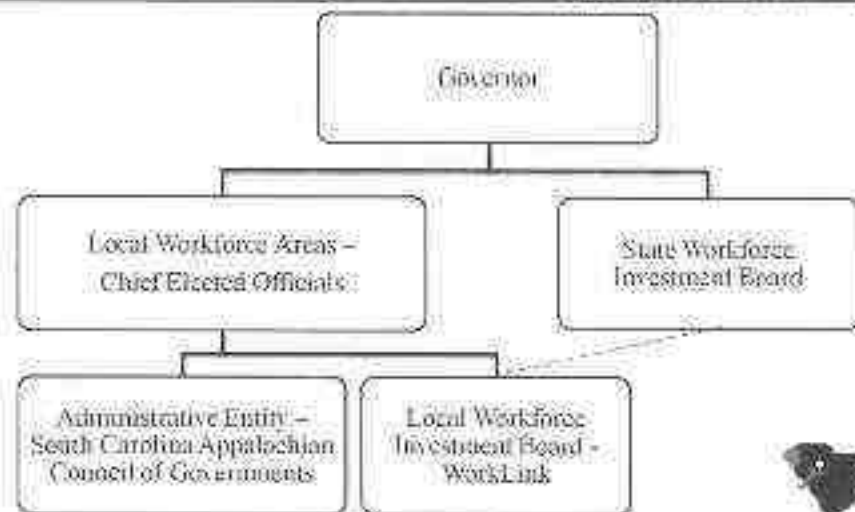 Governor
Local Workforce Areas –
Chief Elected Officials
State Workforce
Investment Board
Administrative Entity –
South Carolina Appalachian
Council of Governments
Local Workforce
Investment Board -
WorkLink